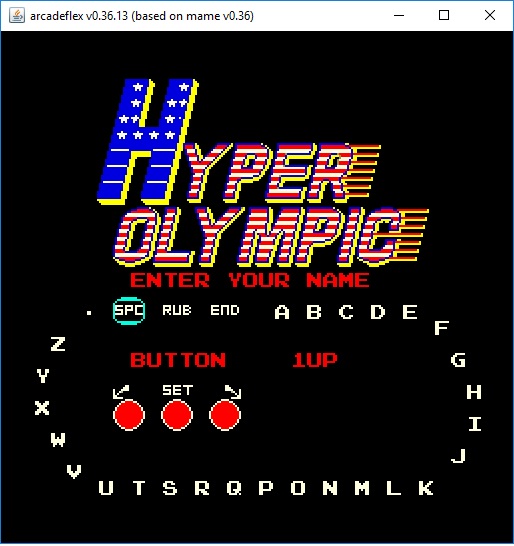 arcadeflex v0.36.13 (based on mame v0.36)
HYPER
OLYMPIC
ENTER YOUR NAME
. SPC RUB END A B C D E
F
Z
G
BUTTON 1UP
Y
H
SET
X
I
W
J
V
U T S R Q P O N M L K